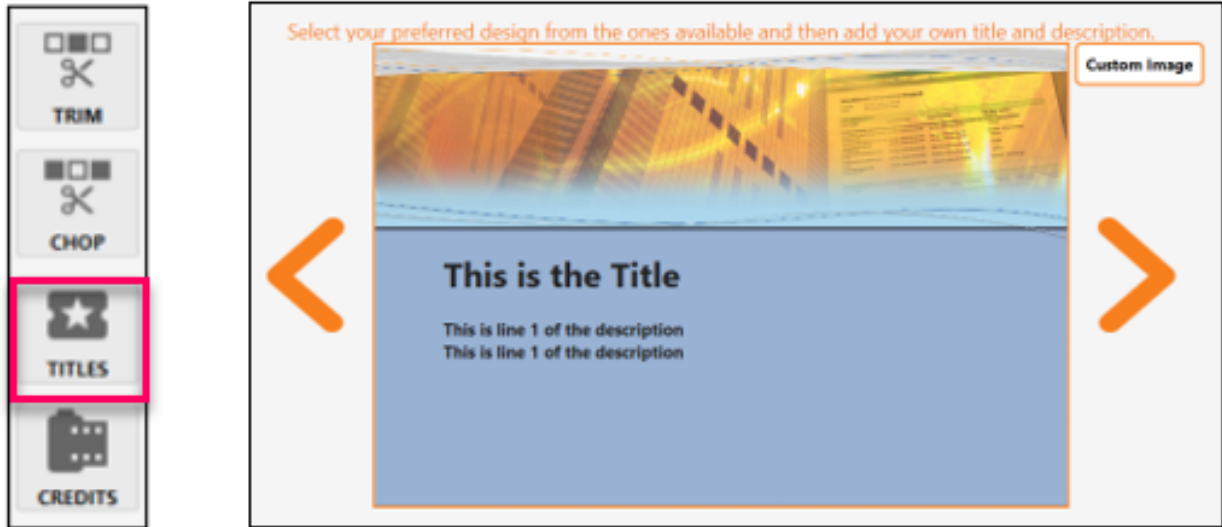 TRIM
CHOP
TITLES
CREDITS
Select your preferred design from the ones available and then add your own title and description.
Custom Image
This is the Title
This is line 1 of the description
This is line 1 of the description